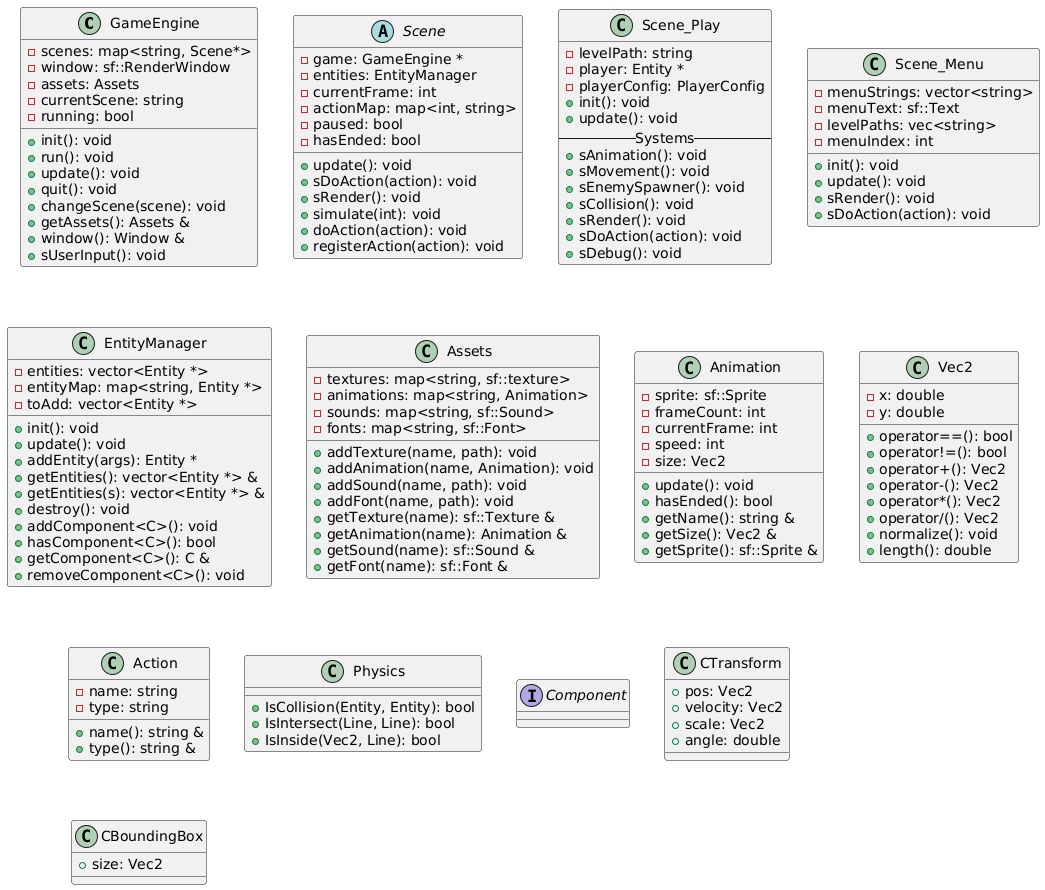 C GameEngine
scenes: map<string, Scene*>
window: sf::RenderWindow
assets: Assets
currentScene: string
running: bool
init(): void
run(): void
update(): void
quit(): void
changeScene(scene): void
getAssets(): Assets &
window(): Window &
sUserInput(): void
A Scene
game: GameEngine *
entities: EntityManager
currentFrame: int
actionMap: map<int, string>
paused: bool
hasEnded: bool
update(): void
sDoAction(action): void
sRender(): void
simulate(int): void
doAction(action): void
registerAction(action): void
C Scene_Play
levelPath: string
player: Entity *
playerConfig: PlayerConfig
init(): void
update(): void
Systems
sAnimation(): void
sMovement(): void
sEnemySpawner(): void
sCollision(): void
sRender(): void
sDoAction(action): void
sDebug(): void
C Scene_Menu
menuStrings: vector<string>
menuText: sf::Text
levelPaths: vec<string>
menuIndex: int
init(): void
update(): void
sRender(): void
sDoAction(action): void
C EntityManager
entities: vector<Entity *>
entityMap: map<string, Entity *>
toAdd: vector<Entity *>
init(): void
update(): void
addEntity(args): Entity *
getEntities(): vector<Entity *> &
getEntities(s): vector<Entity *> &
destroy(): void
addComponent<C>(): void
hasComponent<C>(): bool
getComponent<C>(): C &
removeComponent<C>(): void
C Assets
textures: map<string, sf::texture>
animations: map<string, Animation>
sounds: map<string, sf::Sound>
fonts: map<string, sf::Font>
addTexture(name, path): void
addAnimation(name, Animation): void
addSound(name, path): void
addFont(name, path): void
getTexture(name): sf::Texture &
getAnimation(name): Animation &
getSound(name): sf::Sound &
getFont(name): sf::Font &
C Animation
sprite: sf::Sprite
frameCount: int
currentFrame: int
speed: int
size: Vec2
update(): void
hasEnded(): bool
getName(): string &
getSize(): Vec2 &
getSprite(): sf::Sprite &
C Vec2
x: double
y: double
operator==(): bool
operator!=(): bool
operator+(): Vec2
operator-(): Vec2
operator*(): Vec2
operator/(): Vec2
normalize(): void
length(): double
C Action
name: string
type: string
name(): string &
type(): string &
C Physics
IsCollision(Entity, Entity): bool
IsIntersect(Line, Line): bool
IsInside(Vec2, Line): bool
I Component
C CTransform
pos: Vec2
velocity: Vec2
scale: Vec2
angle: double
C CBoundingBox
size: Vec2